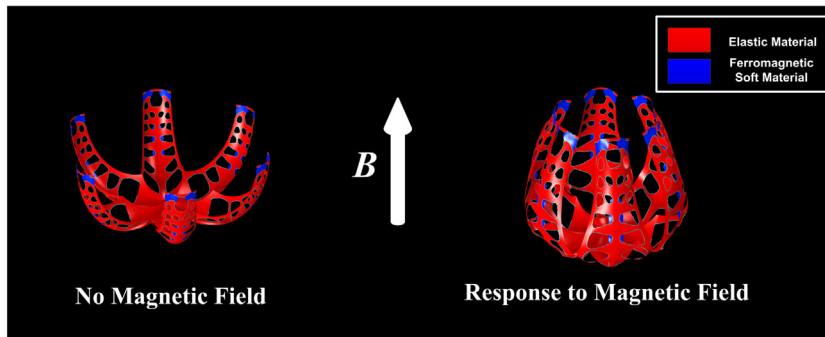 Elastic Material
Ferromagnetic
Soft Material
B
No Magnetic Field
Response to Magnetic Field